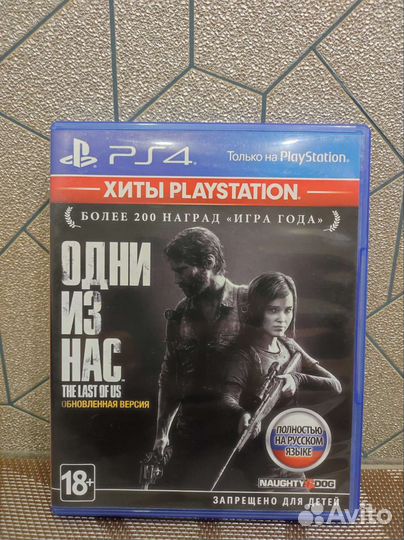 PS4
Только на PlayStation
ХИТЫ PLAYSTATION
БОЛЕЕ 200 НАГРАД «ИГРА ГОДА»
ОДНИ
ИЗ
НАС
THE LAST OF US
ОБНОВЛЕННАЯ ВЕРСИЯ
ПОЛНОСТЬЮ
НА РУССКОМ
ЯЗЫКЕ
18+
NAUGHTY DOG
ЗАПРЕЩЕНО ДЛЯ ДЕТЕЙ
Avito